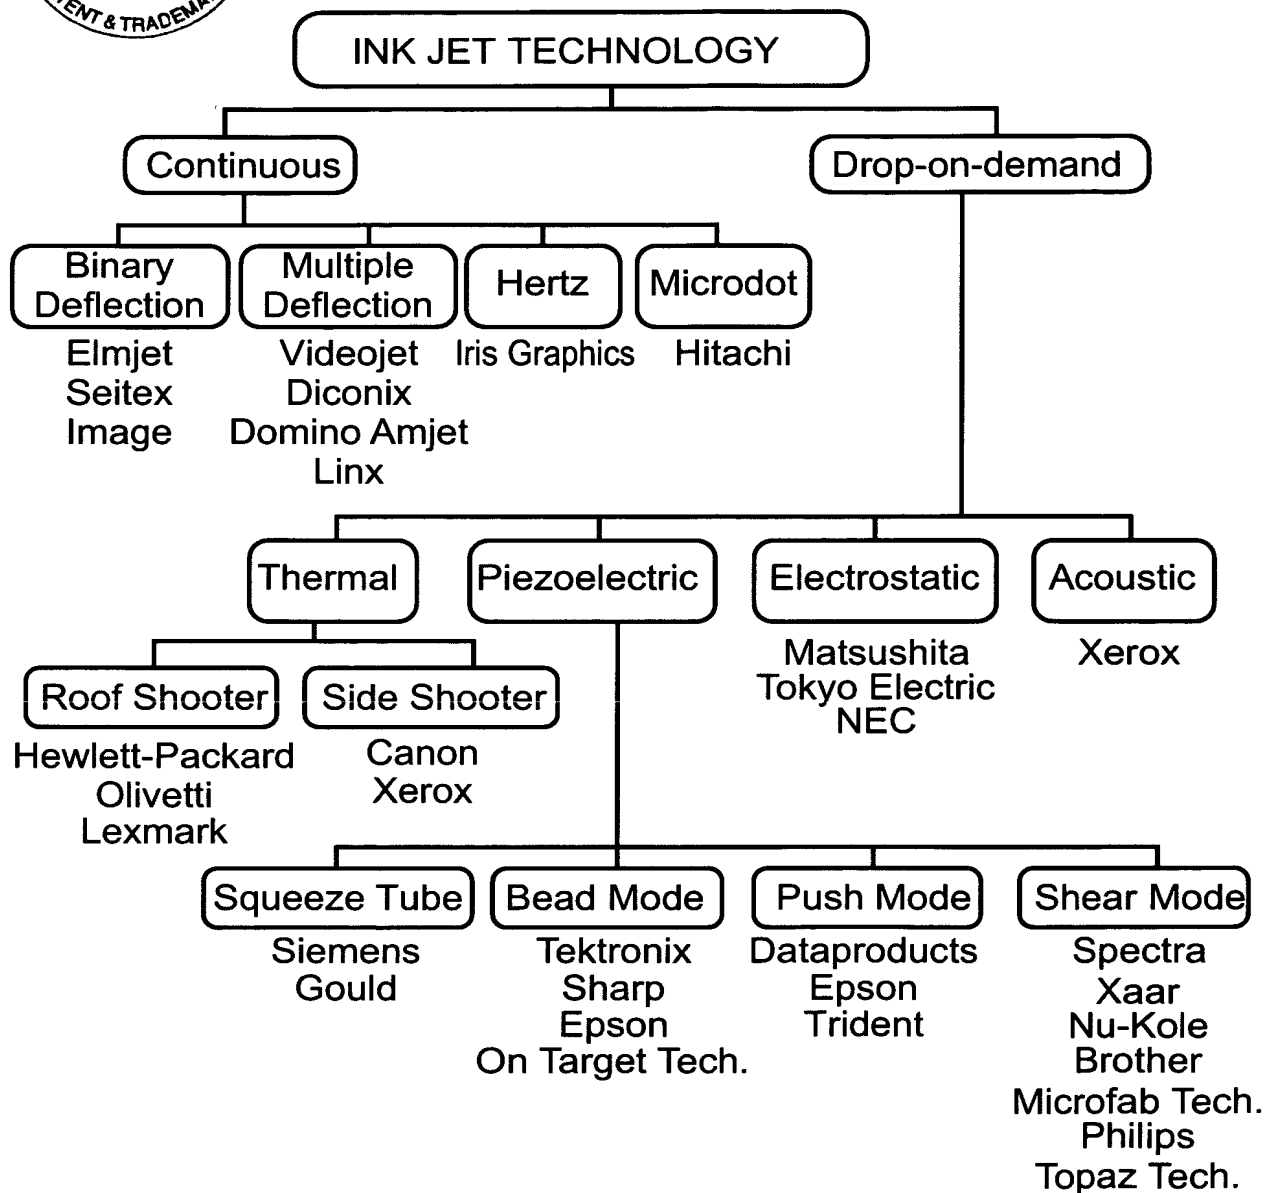 ENT & TRADEMA
INK JET TECHNOLOGY
Continuous
Drop-on-demand
Binary
Deflection
Multiple
Deflection
Hertz
Microdot
Elmjet
Seitex
Image
Videojet
Diconix
Domino Amjet
Linx
Iris Graphics
Hitachi
Thermal
Piezoelectric
Electrostatic
Acoustic
Matsushita
Tokyo Electric
NEC
Xerox
Roof Shooter
Side Shooter
Hewlett-Packard
Olivetti
Lexmark
Canon
Xerox
Squeeze Tube
Bead Mode
Push Mode
Shear Mode
Siemens
Gould
Tektronix
Sharp
Epson
On Target Tech.
Dataproducts
Epson
Trident
Spectra
Xaar
Nu-Kole
Brother
Microfab Tech.
Philips
Topaz Tech.